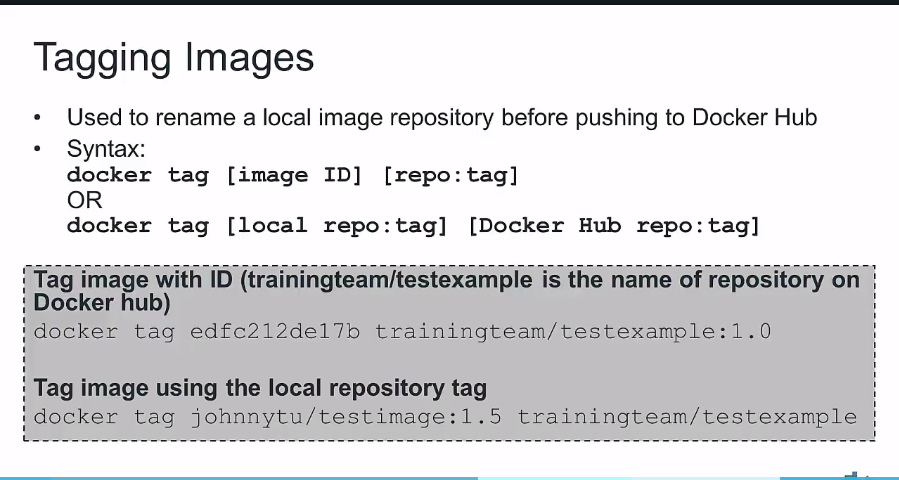 Tagging Images
• Used to rename a local image repository before pushing to Docker Hub
• Syntax:
docker tag [image ID] [repo:tag]
OR
docker tag [local repo:tag] [Docker Hub repo:tag]
Tag image with ID (trainingteam/testexample is the name of repository on
Docker hub)
docker tag edfc212de17b trainingteam/testexample:1.0
Tag image using the local repository tag
docker tag johnnytu/testimage:1.5 trainingteam/testexample